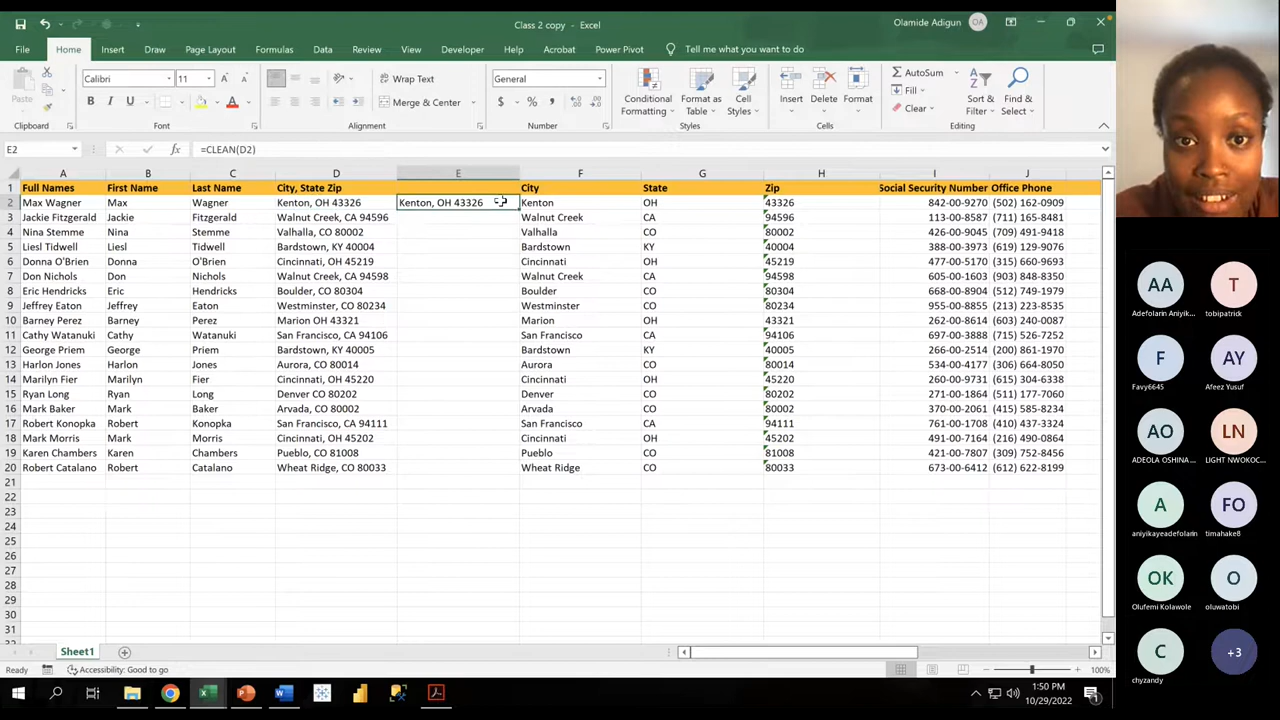 Class 2 copy - Excel
Olamide Adigun OA
File Home Insert Draw Page Layout Formulas Data Review View Developer Help Acrobat Power Pivot Tell me what you want to do
Paste
Calibri 11
Wrap Text
General
Merge & Center
Conditional Formatting
Format as Table
Cell Styles
Insert Delete Format
AutoSum
Fill
Clear
Sort & Filter
Find & Select
Clipboard Font Alignment Number Styles Cells Editing
E2 fx =CLEAN(D2)
A B C D E F G H I J
1 Full Names First Name Last Name City, State Zip City State Zip Social Security Number Office Phone
2 Max Wagner Max Wagner Kenton, OH 43326 Kenton, OH 43326 Kenton OH 43326 842-00-9270 (502) 162-0909
3 Jackie Fitzgerald Jackie Fitzgerald Walnut Creek, CA 94596 Walnut Creek CA 94596 113-00-8587 (711) 165-8481
4 Nina Stemme Nina Stemme Valhalla, CO 80002 Valhalla CO 80002 426-00-9045 (709) 491-9418
5 Liesl Tidwell Liesl Tidwell Bardstown, KY 40004 Bardstown KY 40004 388-00-3973 (619) 129-9076
6 Donna O'Brien Donna O'Brien Cincinnati, OH 45219 Cincinnati OH 45219 477-00-5170 (315) 660-9693
7 Don Nichols Don Nichols Walnut Creek, CA 94598 Walnut Creek CA 94598 605-00-1603 (903) 848-8350
8 Eric Hendricks Eric Hendricks Boulder, CO 80304 Boulder CO 80304 668-00-8904 (512) 749-1979
9 Jeffrey Eaton Jeffrey Eaton Westminster, CO 80234 Westminster CO 80234 955-00-8855 (213) 223-8535
10 Barney Perez Barney Perez Marion OH 43321 Marion OH 43321 262-00-8614 (603) 240-0087
11 Cathy Watanuki Cathy Watanuki San Francisco, CA 94106 San Francisco CA 94106 697-00-3888 (715) 526-7252
12 George Priem George Priem Bardstown, KY 40005 Bardstown KY 40005 266-00-2514 (200) 861-1970
13 Harlon Jones Harlon Jones Aurora, CO 80014 Aurora CO 80014 534-00-4177 (306) 664-8050
14 Marilyn Fier Marilyn Fier Cincinnati, OH 45220 Cincinnati OH 45220 260-00-9731 (615) 304-6338
15 Ryan Long Ryan Long Denver CO 80202 Denver CO 80202 271-00-1864 (511) 177-7060
16 Mark Baker Mark Baker Arvada, CO 80002 Arvada CO 80002 370-00-2061 (415) 585-8234
17 Robert Konopka Robert Konopka San Francisco, CA 94111 San Francisco CA 94111 761-00-1708 (410) 437-3324
18 Mark Morris Mark Morris Cincinnati, OH 45202 Cincinnati OH 45202 491-00-7164 (216) 490-0864
19 Karen Chambers Karen Chambers Pueblo, CO 81008 Pueblo CO 81008 421-00-7807 (309) 752-8456
20 Robert Catalano Robert Catalano Wheat Ridge, CO 80033 Wheat Ridge CO 80033 673-00-6412 (612) 622-8199
21
22
23
24
25
26
27
28
29
30
31
Sheet1
Ready Accessibility: Good to go 100%
1:50 PM
10/29/2022
1
AA T
Adefolarin Aniyik... tobipatrick
F AY
Favy6645 Afeez Yusuf
AO LN
ADEOLA OSHINA... LIGHT NWOKOC...
A FO
aniyikayeadefolarin timahake8
OK O
Olufemi Kolawole oluwatobi
C +3
chyzandy